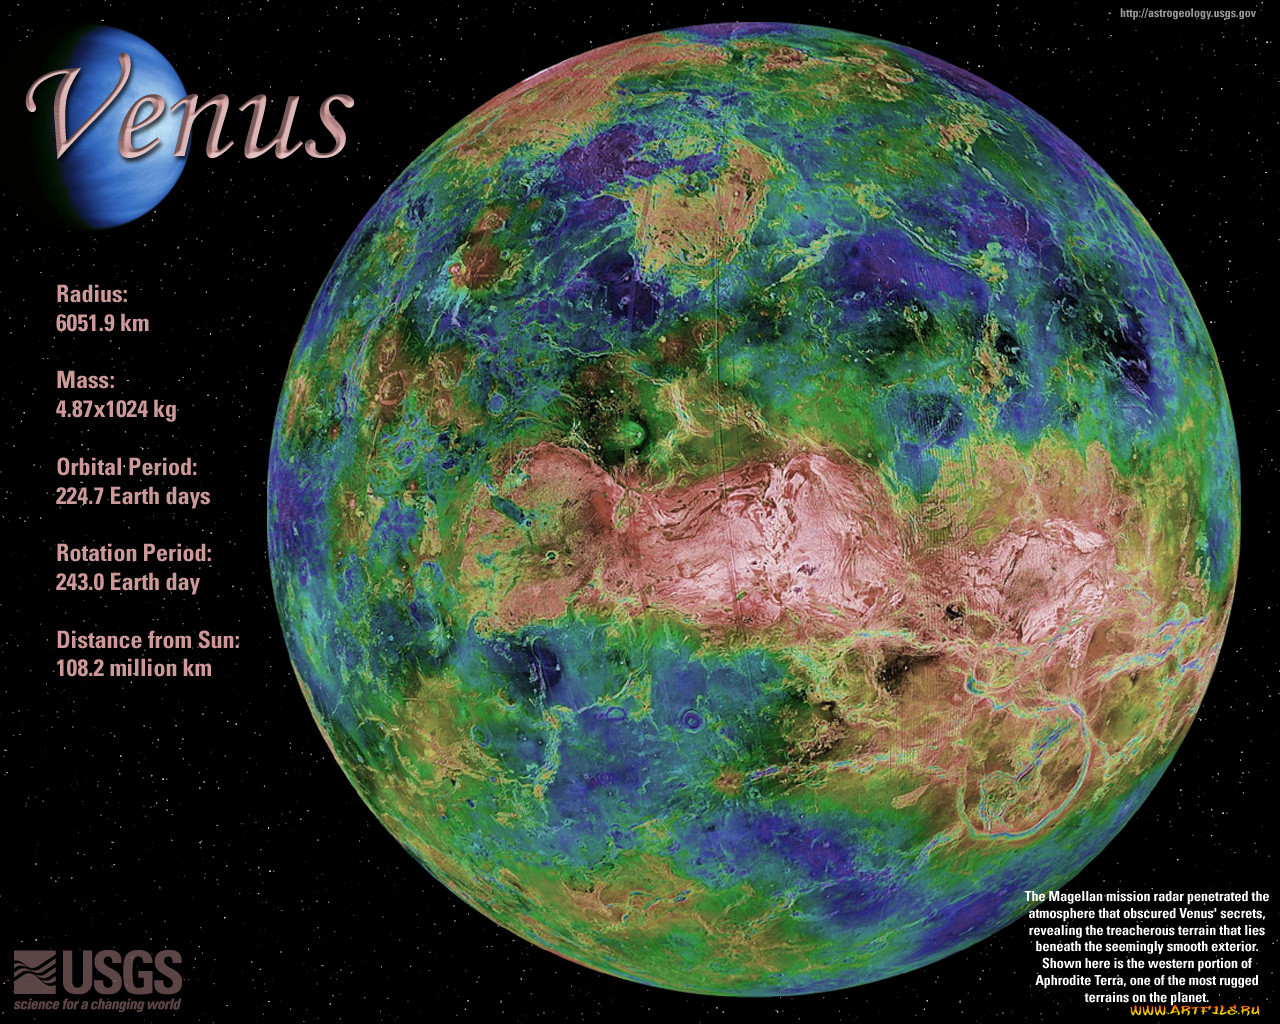 http://astrogeology.usgs.gov
Venus
Radius:
6051.9 km
Mass:
4.87x1024 kg
Orbital Period:
224.7 Earth days
Rotation Period:
243.0 Earth day
Distance from Sun:
108.2 million km
The Magellan mission radar penetrated the
atmosphere that obscured Venus' secrets,
revealing the treacherous terrain that lies
beneath the seemingly smooth exterior.
Shown here is the western portion of
Aphrodite Terra, one of the most rugged
terrains on the planet.
USGS
science for a changing world
WWW.ARTFILE.RU